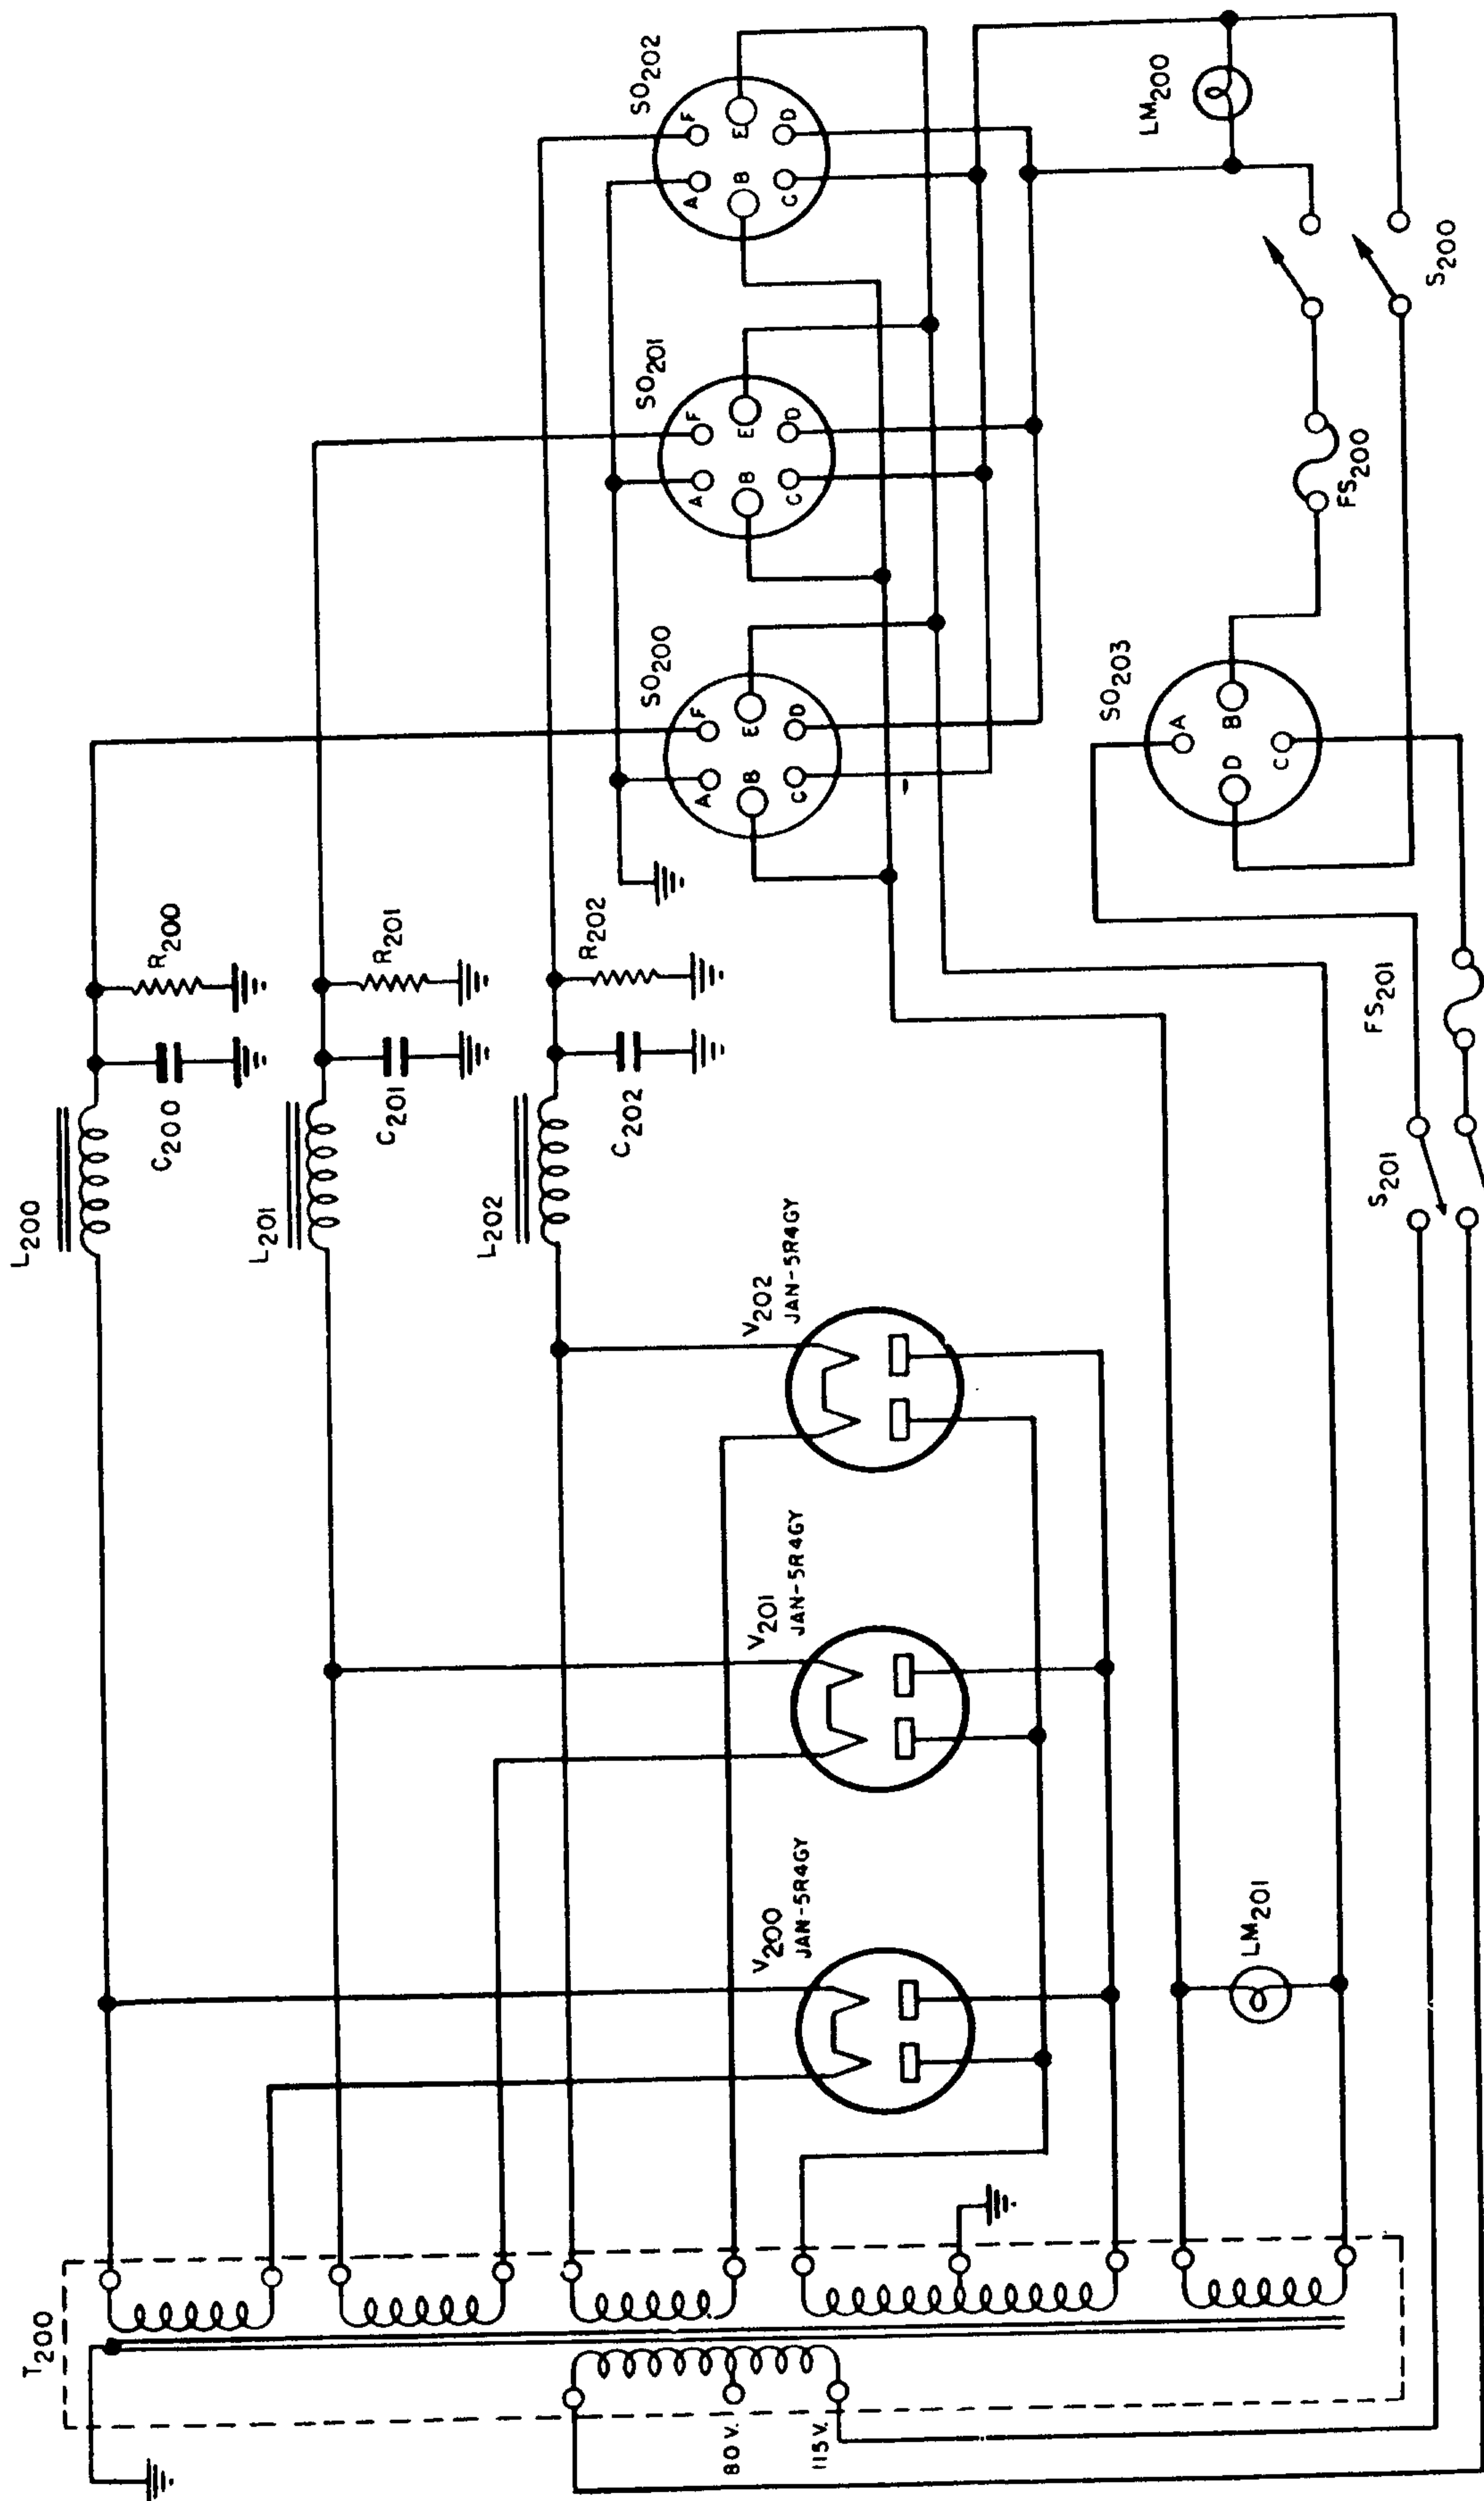 T200
80 V.
115 V.
L200
C200
R200
L201
C201
R201
L202
C202
R202
V200
JAN-5R4GY
V201
JAN-5R4GY
V202
JAN-5R4GY
SO200
A
F
B
E
C
D
SO201
A
F
B
E
C
D
SO202
A
F
B
E
C
D
SO203
A
D
B
C
LM200
LM201
S201
FS201
FS200
S200